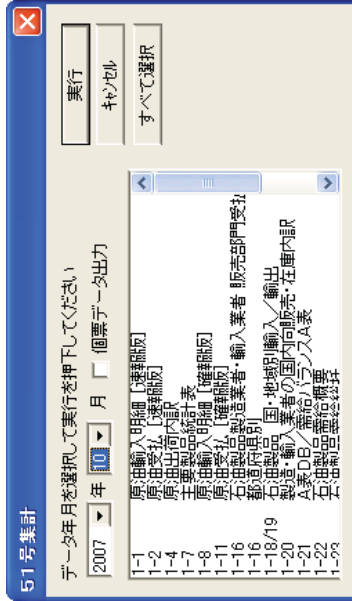 51号集計
データ年月を選択して実行を押下してください
2007 年 10 月 個票データ出力
実行
キャンセル
すべて選択
1-1 原油輸入明細 [速報版]
1-2 原油受払 [速報版]
1-4 原油出荷内訳
1-7 主要製品統計表
1-8 原油輸入明細 [確報版]
1-11 原油受払 [確報版]
1-16 石油製品製造業者・輸入業者 販売部門受払
1-16 都道府県別
1-18/19 石油製品 国・地域別輸入/輸出
1-20 製造・輸入業者の国内向販売・在庫内訳
1-21 A表DB/需給バランスA表
1-22 石油製品需給概要
1-23 石油製品需給総括